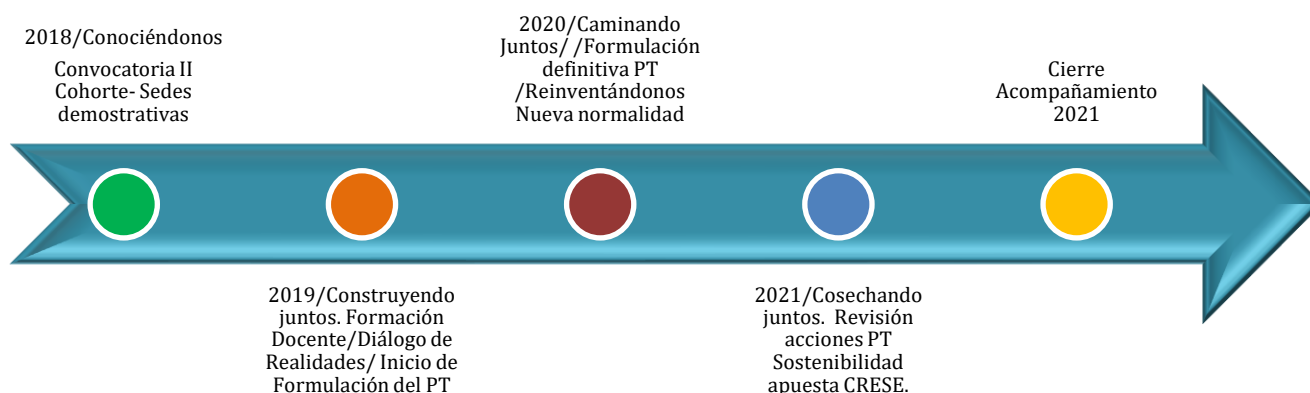 2018/Conociéndonos
Convocatoria II
Cohorte- Sedes
demostrativas
2019/Construyendo
juntos. Formación
Docente/Diálogo de
Realidades/ Inicio de
Formulación del PT
2020/Caminando
Juntos/ /Formulación
definitiva PT
/Reinventándonos
Nueva normalidad
2021/Cosechando
juntos.  Revisión
acciones PT
Sostenibilidad
apuesta CRESE.
Cierre
Acompañamiento
2021